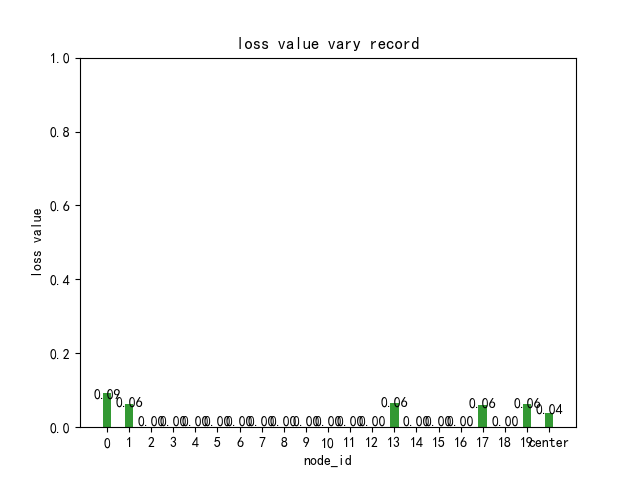 loss value vary record
1.0
0.8
0.6
0.4
0.2
0.0
loss value
0.09 0.06 0.00 0.00 0.00 0.00 0.00 0.00 0.00 0.00 0.00 0.00 0.00 0.06 0.00 0.00 0.00 0.06 0.00 0.06 0.04
0 1 2 3 4 5 6 7 8 9 10 11 12 13 14 15 16 17 18 19 center
node_id